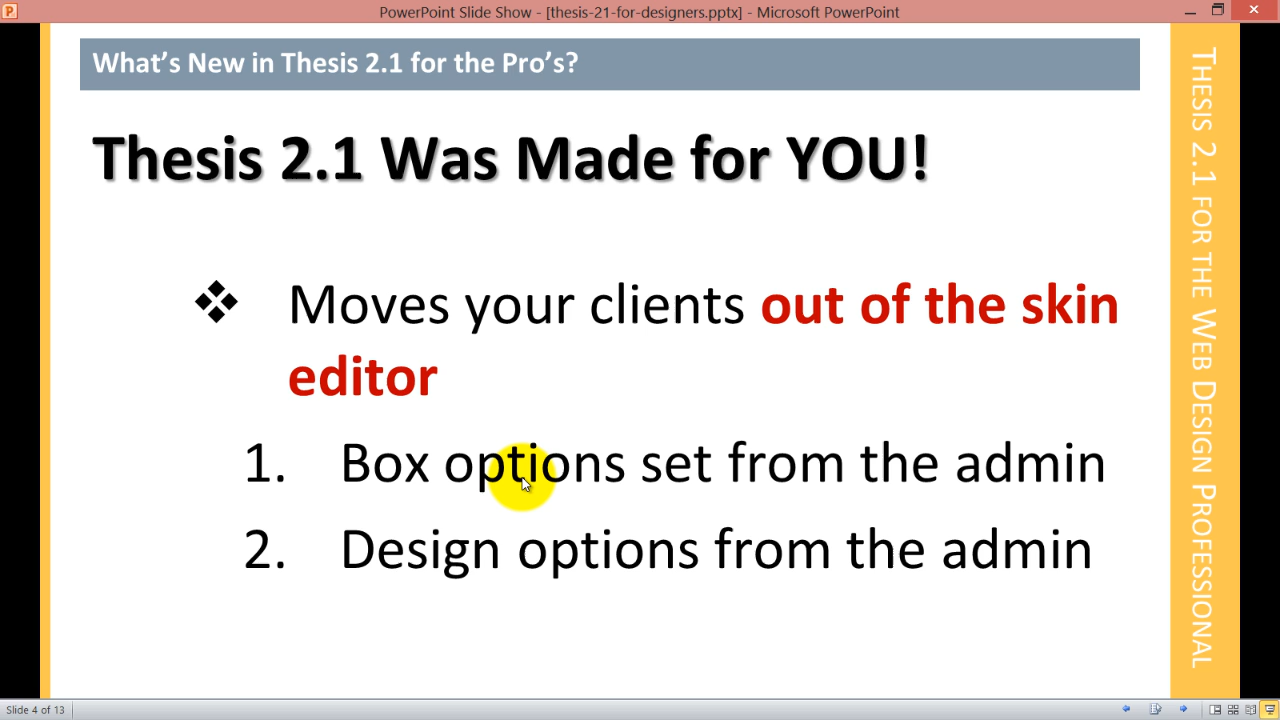 PowerPoint Slide Show - [thesis-21-for-designers.pptx] - Microsoft PowerPoint
What's New in Thesis 2.1 for the Pro's?
Thesis 2.1 Was Made for YOU!
❖ Moves your clients out of the skin
editor
1. Box options set from the admin
2. Design options from the admin
THESIS 2.1 FOR THE WEB DESIGN PROFESSIONAL
Slide 4 of 13